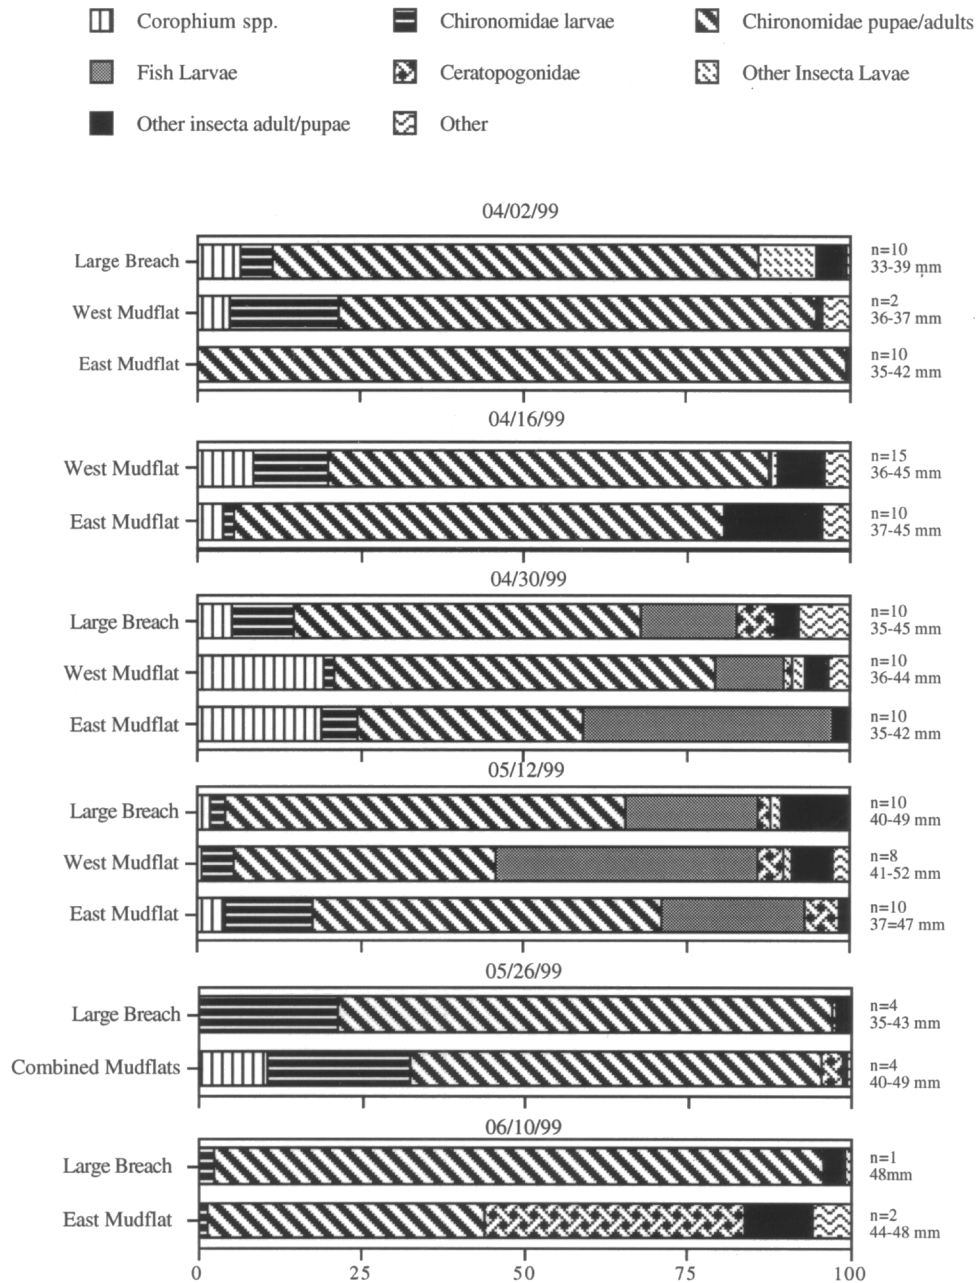 Corophium spp. Chironomidae larvae Chironomidae pupae/adults
Fish Larvae Ceratopogonidae Other Insecta Lavae
Other insecta adult/pupae Other
04/02/99
Large Breach n=10
33-39 mm
West Mudflat n=2
36-37 mm
East Mudflat n=10
35-42 mm
04/16/99
West Mudflat n=15
36-45 mm
East Mudflat n=10
37-45 mm
04/30/99
Large Breach n=10
35-45 mm
West Mudflat n=10
36-44 mm
East Mudflat n=10
35-42 mm
05/12/99
Large Breach n=10
40-49 mm
West Mudflat n=8
41-52 mm
East Mudflat n=10
37=47 mm
05/26/99
Large Breach n=4
35-43 mm
Combined Mudflats n=4
40-49 mm
06/10/99
Large Breach n=1
48mm
East Mudflat n=2
44-48 mm
0 25 50 75 100